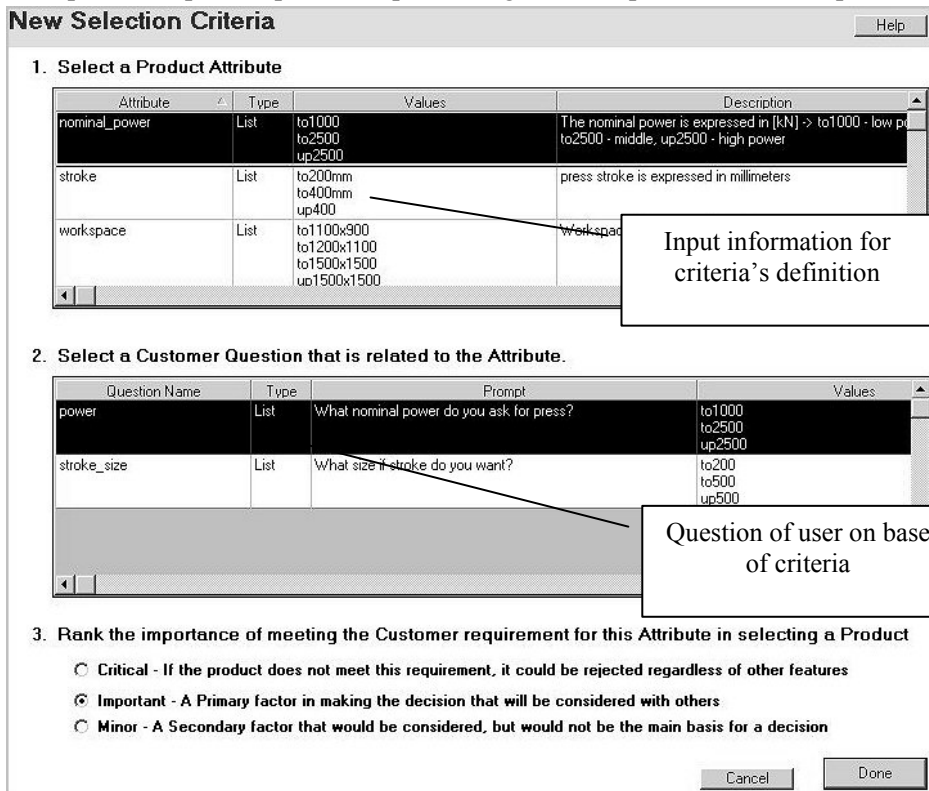 New Selection Criteria
Help
1. Select a Product Attribute
Attribute Type Values Description
nominal_power List to1000 The nominal power is expressed in [kN] -> to1000 - low
to2500 to2500 - middle, up2500 - high power
up2500
stroke List to200mm press stroke is expressed in millimeters
to400mm
up400
workspace List to1100x900
to1200x1100
to1500x1500
up1500x1500
Input information for
criteria's definition
2. Select a Customer Question that is related to the Attribute.
Question Name Type Prompt Values
power List What nominal power do you ask for press? to1000
to2500
up2500
stroke_size List What size if stroke do you want? to200
to500
up500
Question of user on base
of criteria
3. Rank the importance of meeting the Customer requirement for this Attribute in selecting a Product
Critical - If the product does not meet this requirement, it could be rejected regardless of other features
Important - A Primary factor in making the decision that will be considered with others
Minor - A Secondary factor that would be considered, but would not be the main basis for a decision
Cancel Done